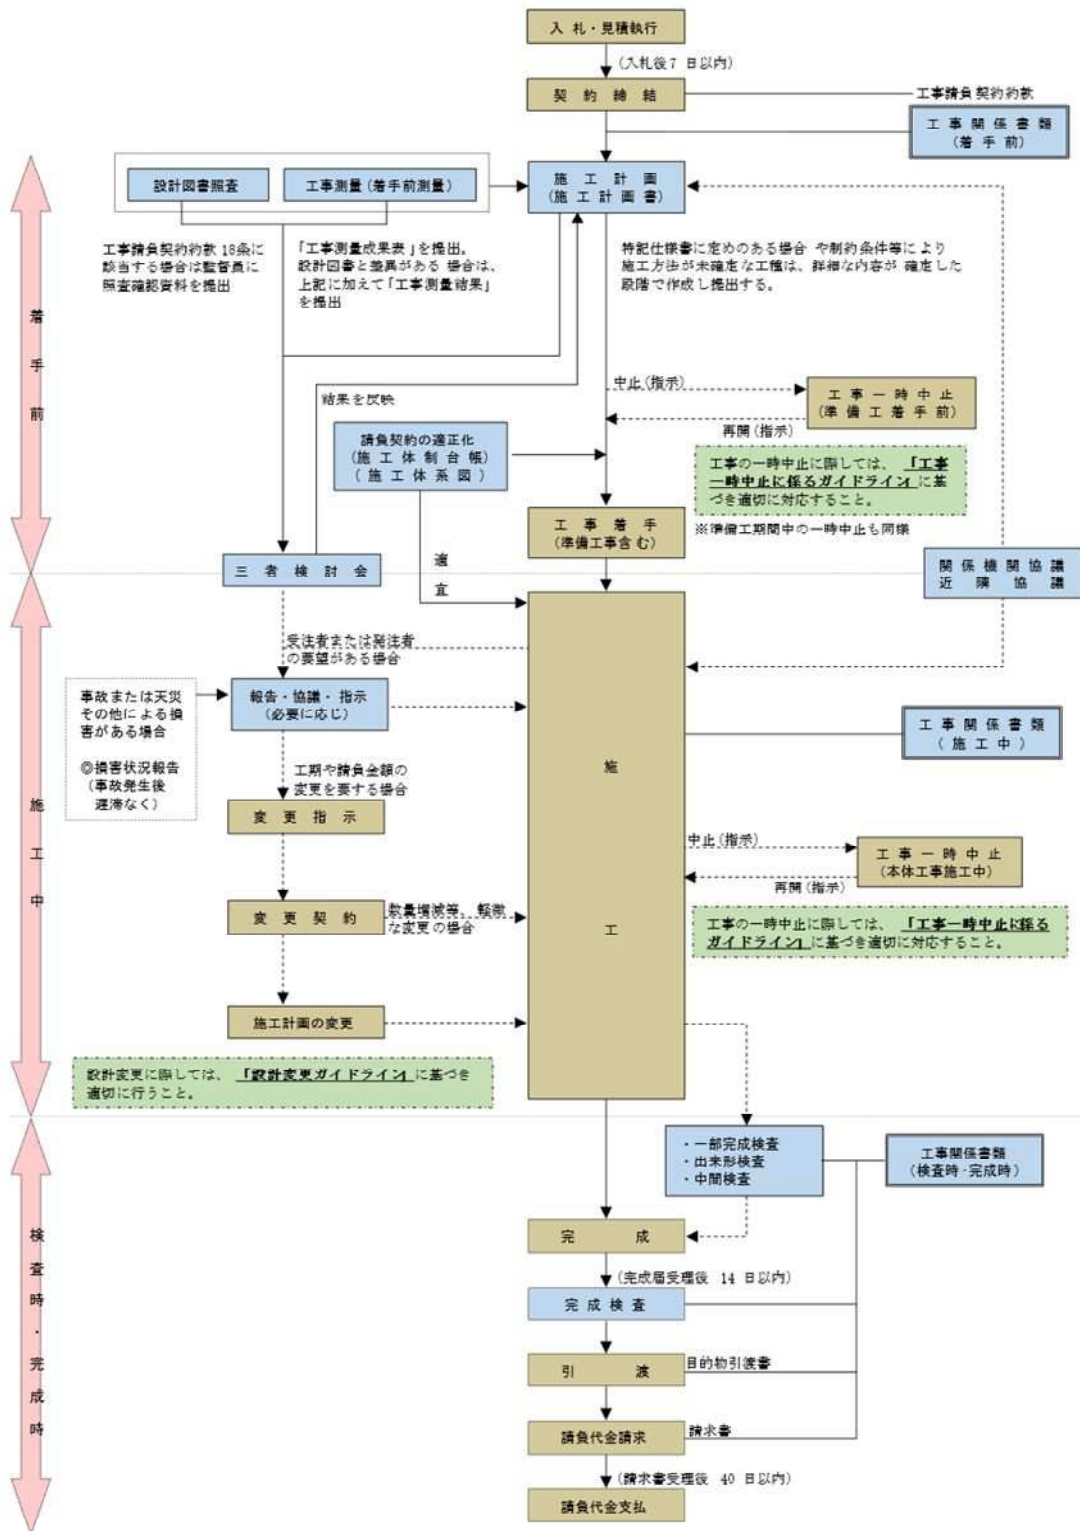 入札・見積執行
(入札後7 日以内)
契約締結
工事請負契約約款
工事関係書類
(着手前)
設計図書照査
工事測量(着手前測量)
施工計画
(施工計画書)
工事請負契約約款 18条に
該当する場合は監督員に
照査確認資料を提出
「工事測量成果表」を提出。
設計図書と差異がある 場合は、
上記に加えて「工事測量結果」
を提出
特記仕様書に定めのある場合 や制約条件等により
施工方法が未確定な工種は、詳細な内容が 確定した
段階で作成し提出する。
着手前
中止(指示)
工事一時中止
(準備工着手前)
結果を反映
再開(指示)
請負契約の適正化
(施工体制台帳)
(施工体系図)
工事の一時中止に際しては、「工事
一時中止に係るガイドライン」に基
づき適切に対応すること。
工事着手
(準備工事含む)
※準備工期間中の一時中止も同様
三者検討会
適
宜
関係機関協議
近隣協議
受注者または発注者
の要望がある場合
事故または天災
その他による損
害がある場合
◎損害状況報告
(事故発生後
遅滞なく)
報告・協議・指示
(必要に応じ)
工事関係書類
(施工中)
施工
工期や請負金額の
変更を要する場合
施工中
変更指示
中止(指示)
工事一時中止
(本体工事施工中)
再開(指示)
変更契約
数量増減等、軽微
な変更の場合
工事の一時中止に際しては、「工事一時中止に係る
ガイドライン」に基づき適切に対応すること。
施工計画の変更
設計変更に際しては、「設計変更ガイドライン」に基づき
適切に行うこと。
・一部完成検査
・出来形検査
・中間検査
工事関係書類
(検査時・完成時)
検査時・完成時
完成
(完成届受理後 14 日以内)
完成検査
引渡
目的物引渡書
請負代金請求
請求書
(請求書受理後 40 日以内)
請負代金支払